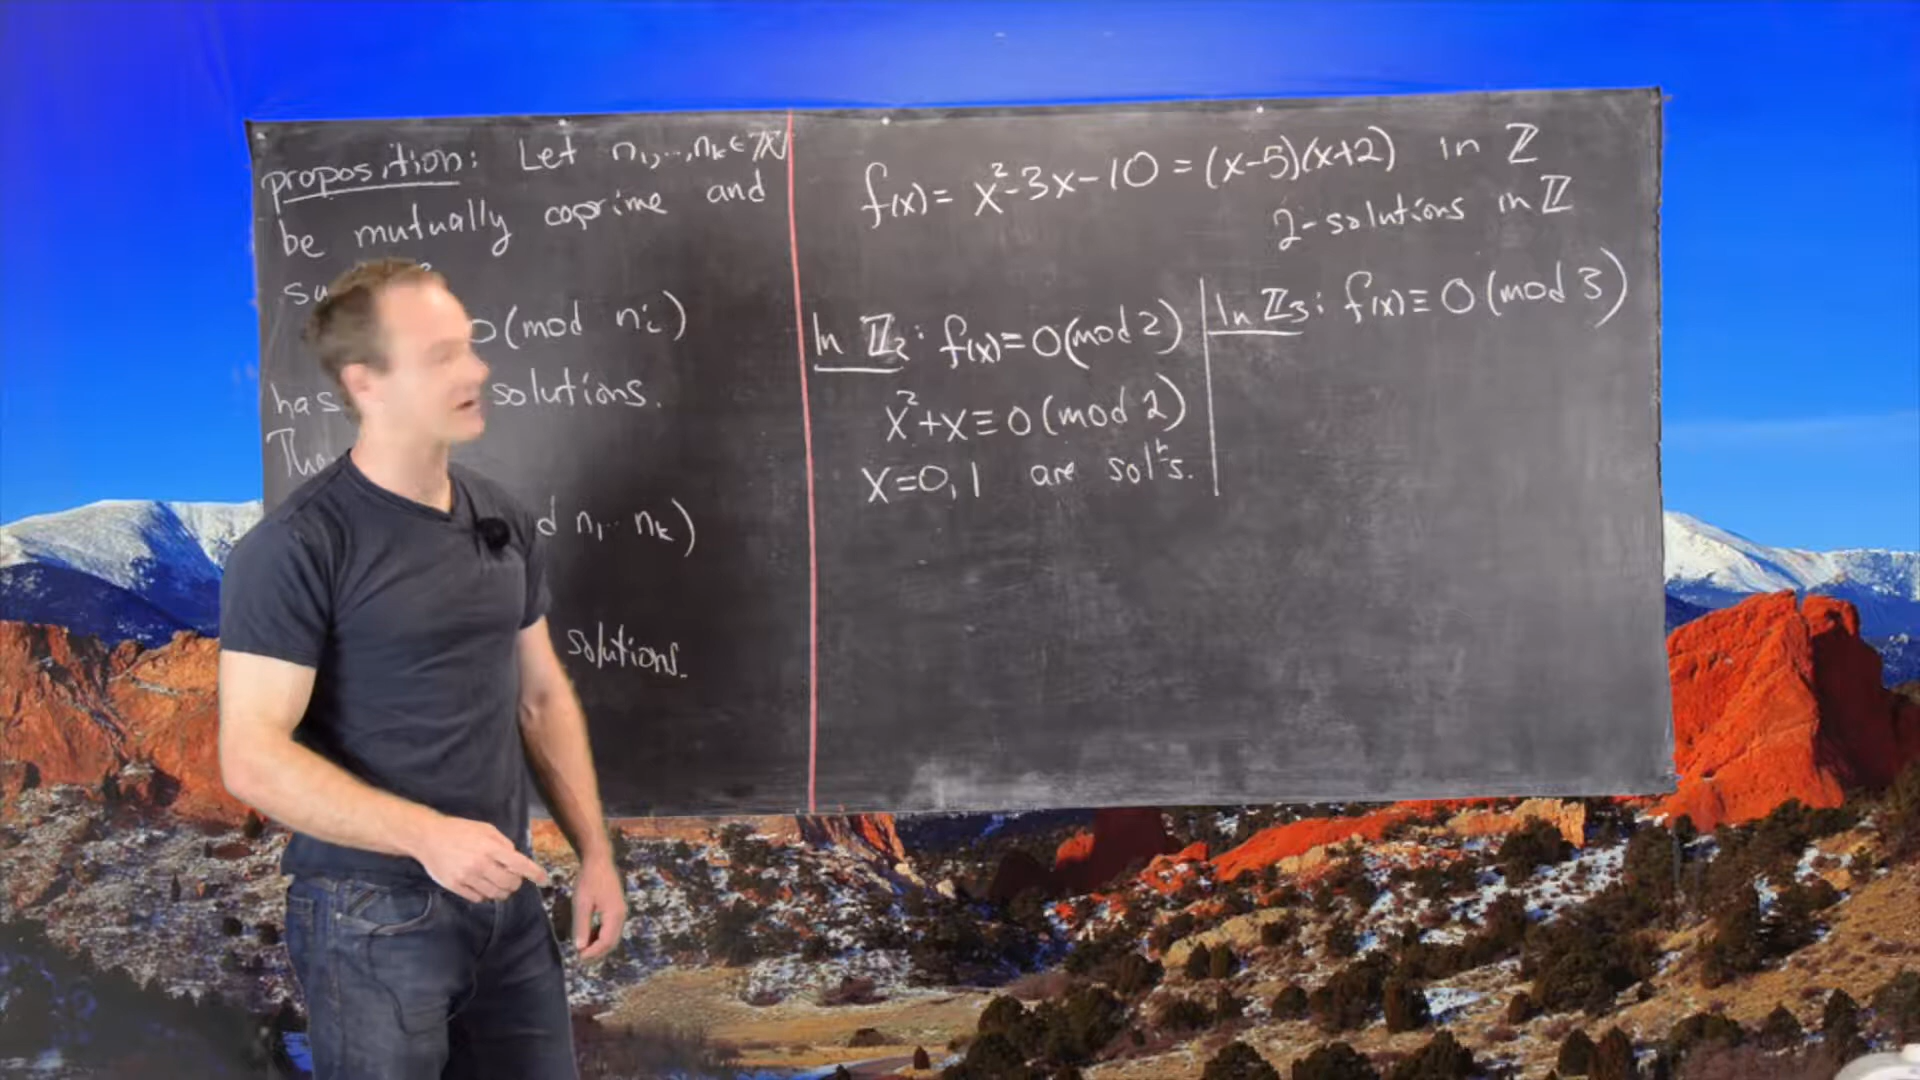 proposition: Let n₁,...,nₖ ∈ ℕ
be mutually coprime and
0 (mod nᵢ)
has solutions.
d n₁⋯nₖ)
solutions.
f(x) = x²-3x-10 = (x-5)(x+2) in ℤ
2-solutions in ℤ
In ℤ₂: f(x)=0(mod 2)
x²+x≡0(mod 2)
x=0,1 are solⁿs.
In ℤ₃: f(x)≡0(mod 3)